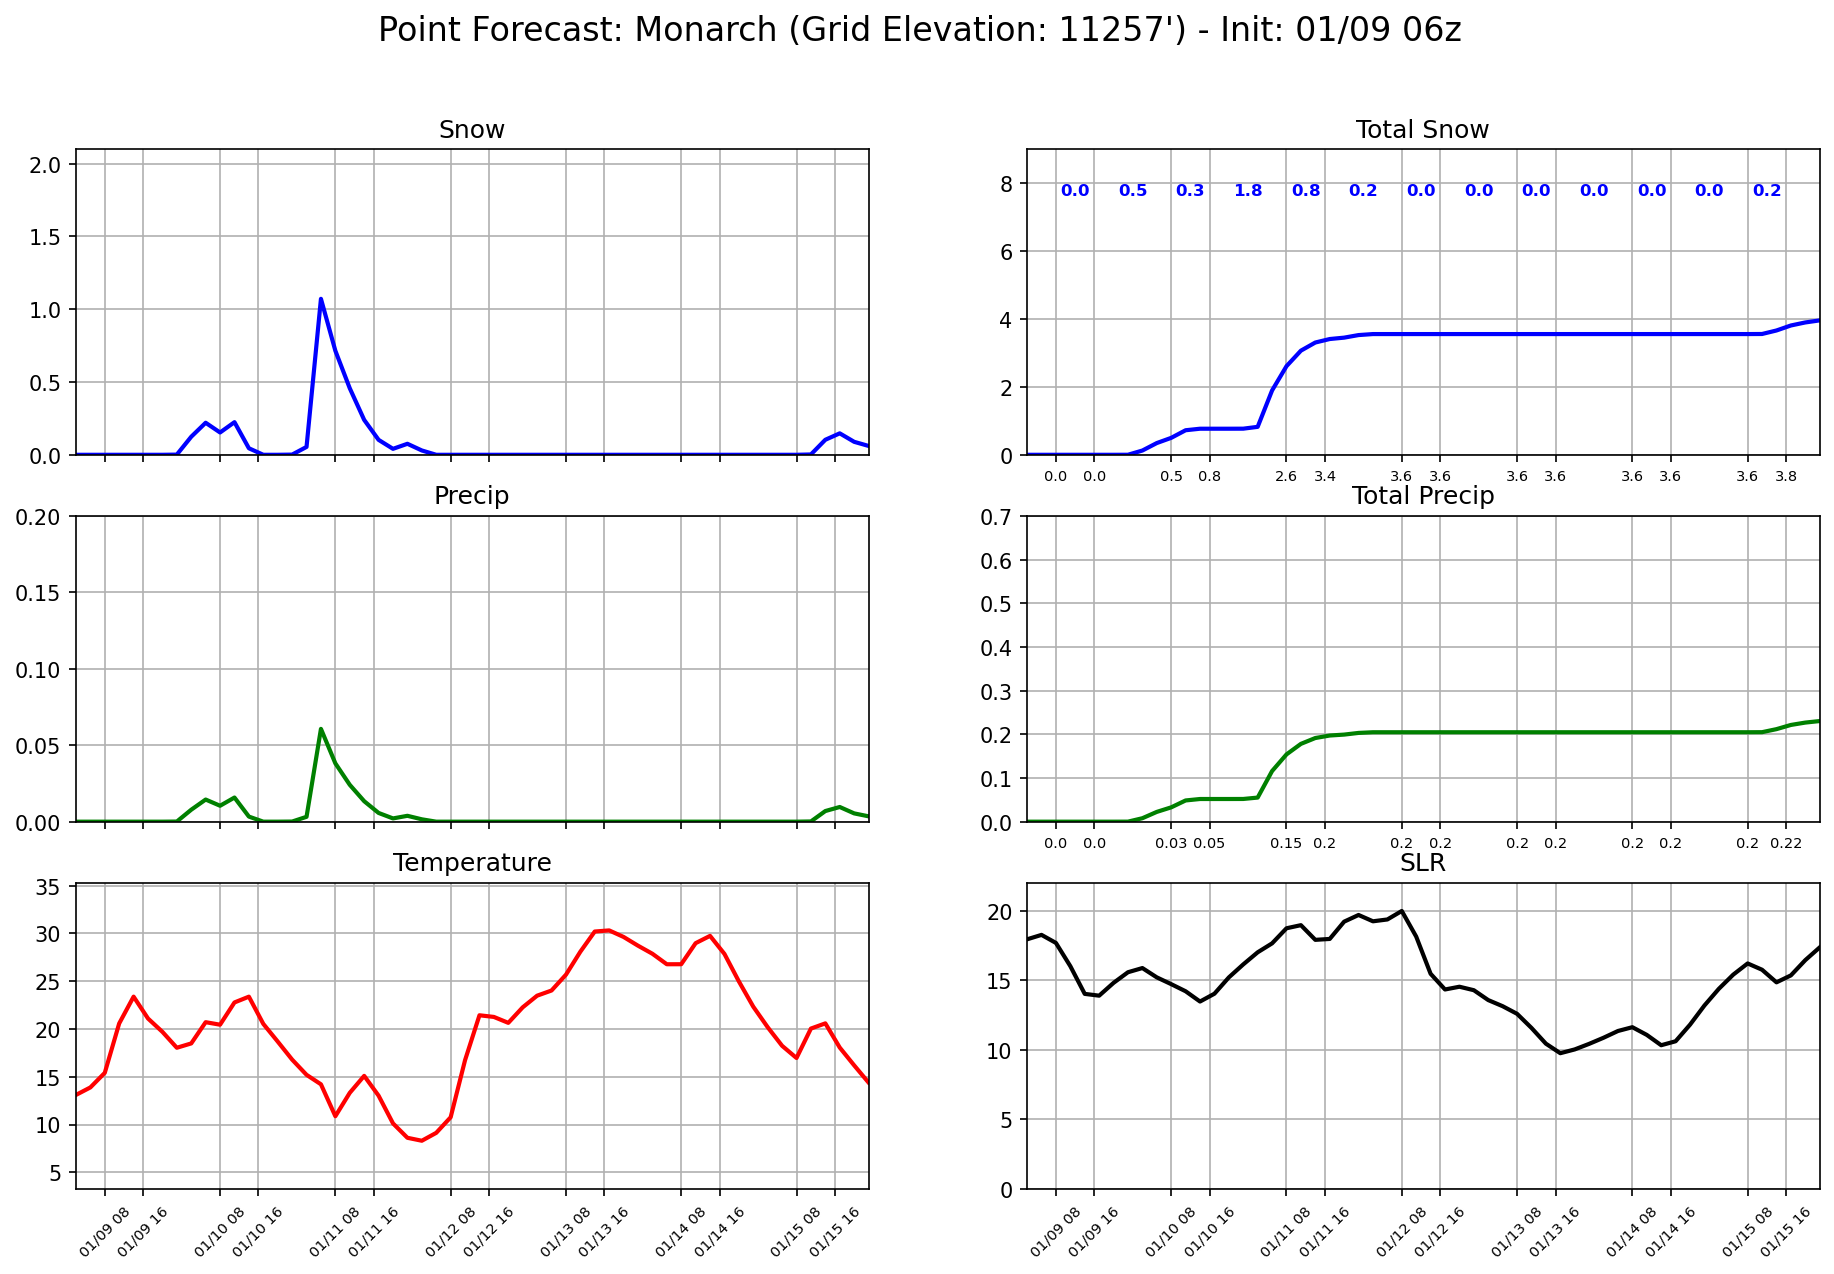 Point Forecast: Monarch (Grid Elevation: 11257') - Init: 01/09 06z
Snow
2.0
1.5
1.0
0.5
0.0
Total Snow
0.0 0.5 0.3 1.8 0.8 0.2 0.0 0.0 0.0 0.0 0.0 0.0 0.2
8
6
4
2
0
0.0 0.0 0.5 0.8 2.6 3.4 3.6 3.6 3.6 3.6 3.6 3.6 3.6 3.8
Precip
0.20
0.15
0.10
0.05
0.00
Total Precip
0.7
0.6
0.5
0.4
0.3
0.2
0.1
0.0
0.0 0.0 0.03 0.05 0.15 0.2 0.2 0.2 0.2 0.2 0.2 0.2 0.2 0.22
Temperature
35
30
25
20
15
10
5
01/09 08 01/09 16 01/10 08 01/10 16 01/11 08 01/11 16 01/12 08 01/12 16 01/13 08 01/13 16 01/14 08 01/14 16 01/15 08 01/15 16
SLR
20
15
10
5
0
01/09 08 01/09 16 01/10 08 01/10 16 01/11 08 01/11 16 01/12 08 01/12 16 01/13 08 01/13 16 01/14 08 01/14 16 01/15 08 01/15 16